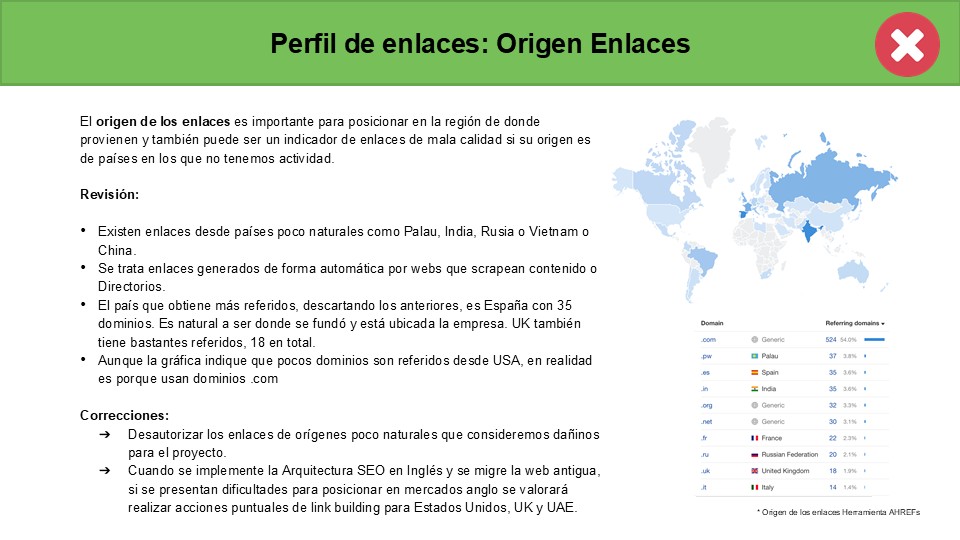 Perfil de enlaces: Origen Enlaces
El origen de los enlaces es importante para posicionar en la región de donde
provienen y también puede ser un indicador de enlaces de mala calidad si su origen es
de países en los que no tenemos actividad.
Revisión:
• Existen enlaces desde países poco naturales como Palau, India, Rusia o Vietnam o
China.
• Se trata enlaces generados de forma automática por webs que scrapean contenido o
Directorios.
• El país que obtiene más referidos, descartando los anteriores, es España con 35
dominios. Es natural a ser donde se fundó y está ubicada la empresa. UK también
tiene bastantes referidos, 18 en total.
• Aunque la gráfica indique que pocos dominios son referidos desde USA, en realidad
es porque usan dominios .com
Correcciones:
➔ Desautorizar los enlaces de orígenes poco naturales que consideremos dañinos
para el proyecto.
➔ Cuando se implemente la Arquitectura SEO en Inglés y se migre la web antigua,
si se presentan dificultades para posicionar en mercados anglo se valorará
realizar acciones puntuales de link building para Estados Unidos, UK y UAE.
Domain Referring domains ▾
.com Generic 524 54.0%
.pw Palau 37 3.8%
.es Spain 35 3.6%
.in India 35 3.6%
.org Generic 32 3.3%
.net Generic 30 3.1%
.fr France 22 2.3%
.ru Russian Federation 20 2.1%
.uk United Kingdom 18 1.9%
.it Italy 14 1.4%
* Origen de los enlaces Herramienta AHREFs